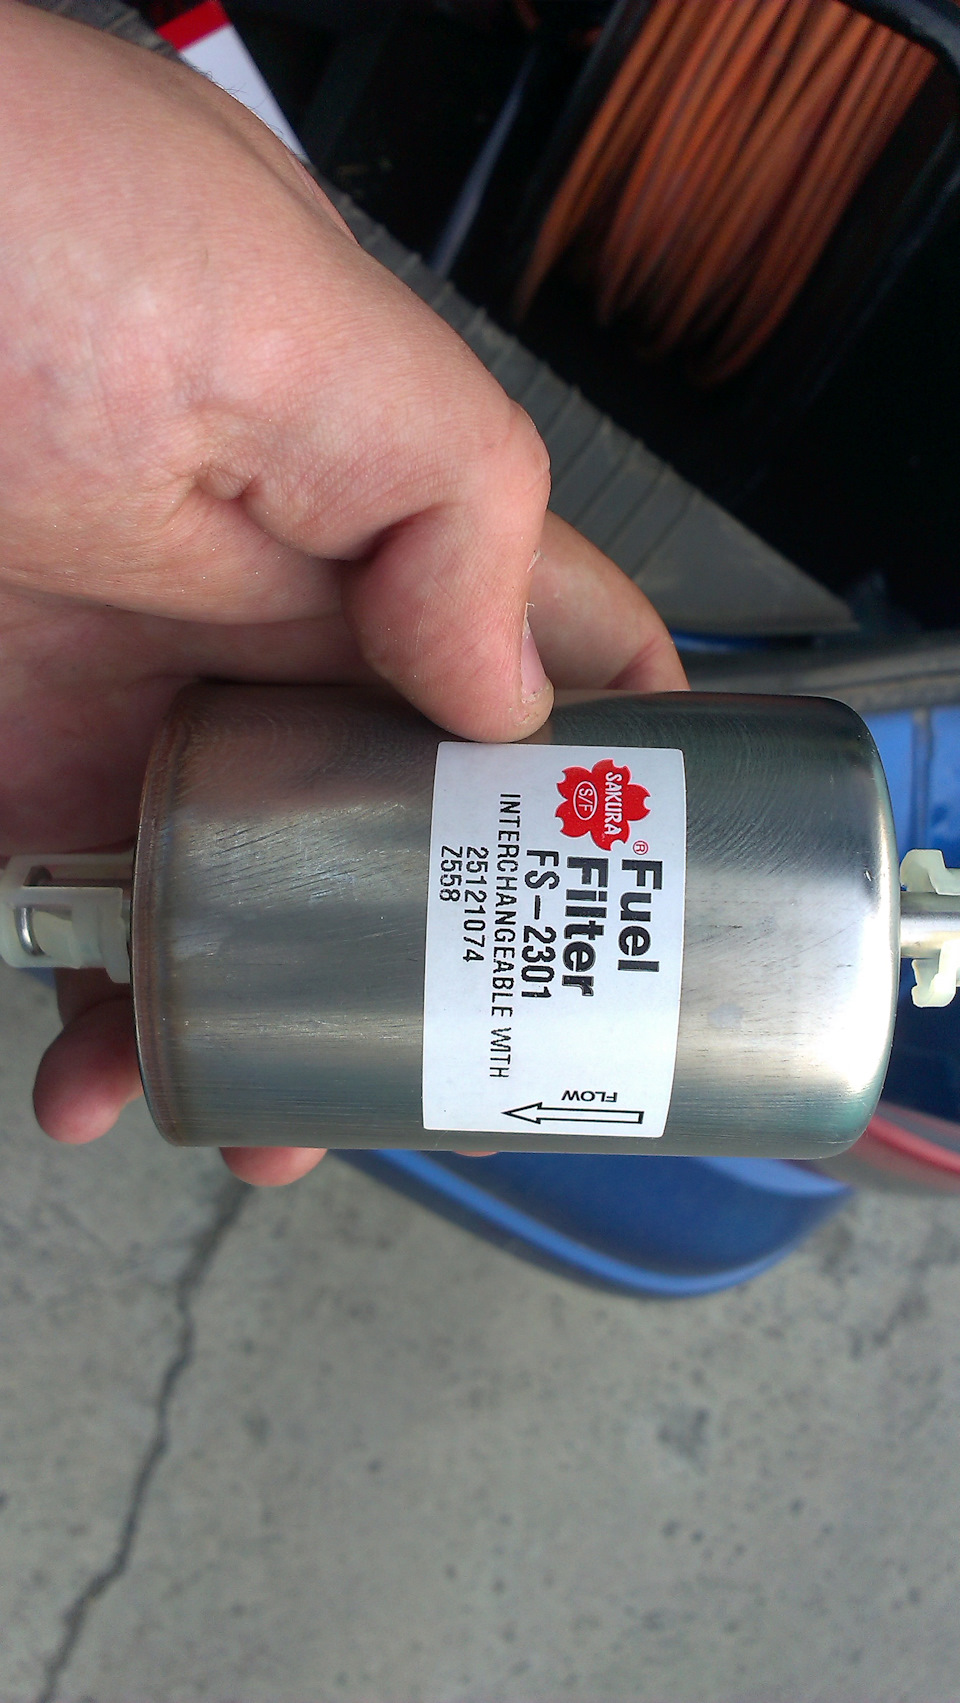 SAKURA
S/F
®
Fuel
Filter
FS-2301
INTERCHANGEABLE WITH
25121074
Z558
FLOW